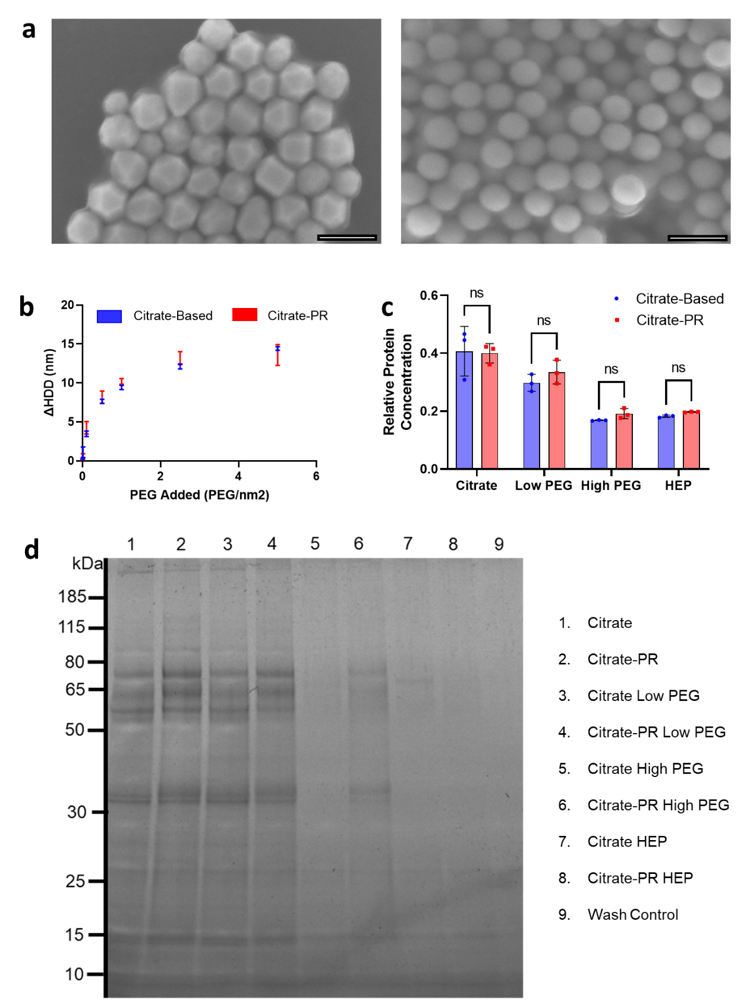 a
b
20
15
10
5
0
0
2
4
6
ΔHDD (nm)
PEG Added (PEG/nm2)
Citrate-Based
Citrate-PR
c
0.6
0.4
0.2
0.0
Relative Protein
Concentration
ns
ns
ns
ns
Citrate-Based
Citrate-PR
Citrate
Low PEG
High PEG
HEP
d
1 2 3 4 5 6 7 8 9
kDa
185
115
80
65
50
30
25
15
10
1. Citrate
2. Citrate-PR
3. Citrate Low PEG
4. Citrate-PR Low PEG
5. Citrate High PEG
6. Citrate-PR High PEG
7. Citrate HEP
8. Citrate-PR HEP
9. Wash Control